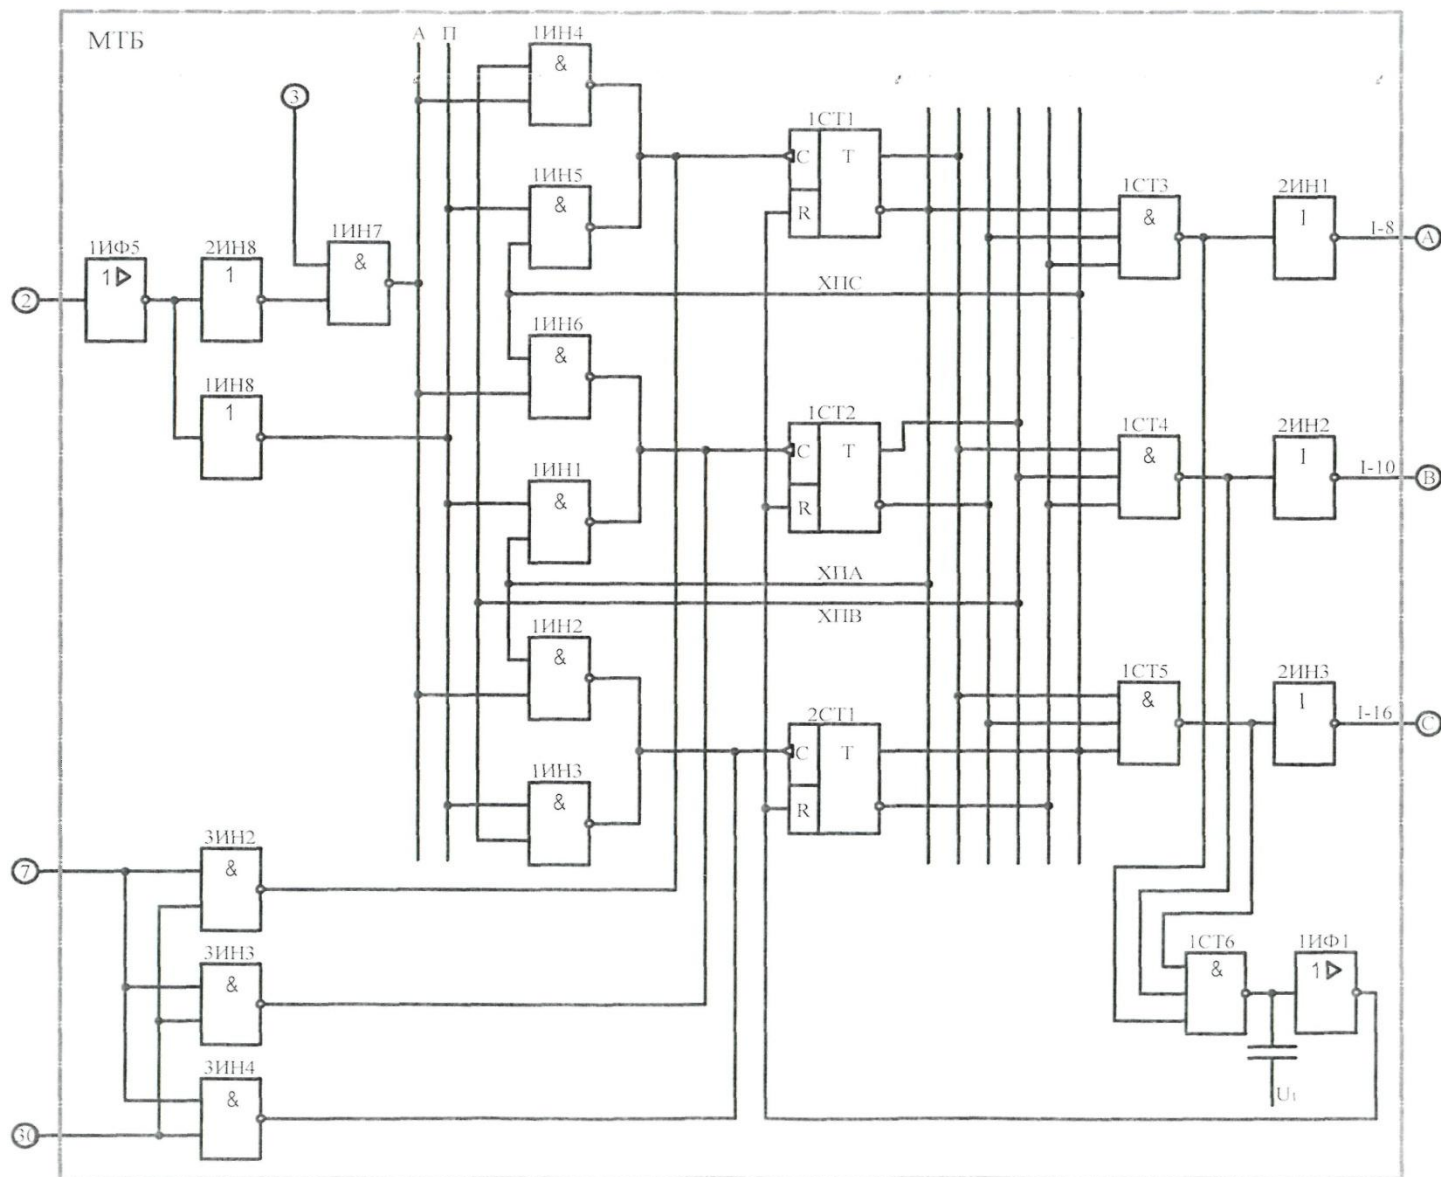 МТБ
А П
1ИН4
&
3
1СТ1
С Т
R
1ИН5
&
1СТ3
&
2ИН1
1
I-8
А
1ИФ5
1
2ИН8
1
1ИН7
&
2
ХПС
1ИН6
&
1ИН8
1
1СТ2
С Т
R
1СТ4
&
2ИН2
1
I-10
В
1ИН1
&
ХПА
ХПВ
1ИН2
&
1СТ5
&
2ИН3
1
I-16
С
2СТ1
С Т
R
1ИН3
&
3ИН2
&
7
3ИН3
&
1СТ6
&
1ИФ1
1
3ИН4
&
U1
30